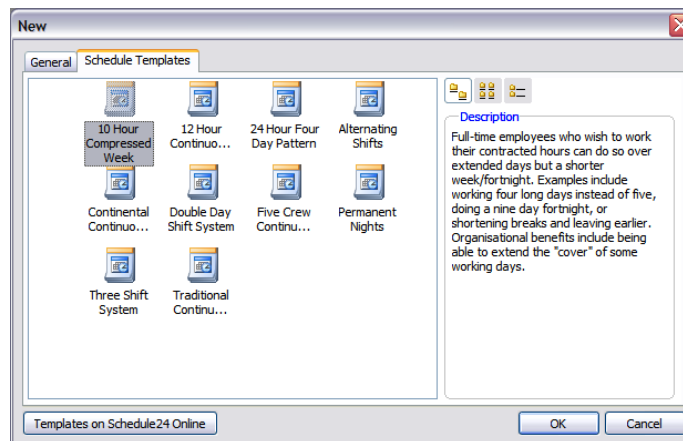 New
General
Schedule Templates
10 Hour
Compressed
Week
12 Hour
Continuo...
24 Hour Four
Day Pattern
Alternating
Shifts
Continental
Continuo...
Double Day
Shift System
Five Crew
Continu...
Permanent
Nights
Three Shift
System
Traditional
Continu...
Description
Full-time employees who wish to work
their contracted hours can do so over
extended days but a shorter
week/fortnight. Examples include
working four long days instead of five,
doing a nine day fortnight, or
shortening breaks and leaving earlier.
Organisational benefits include being
able to extend the "cover" of some
working days.
Templates on Schedule24 Online
OK
Cancel